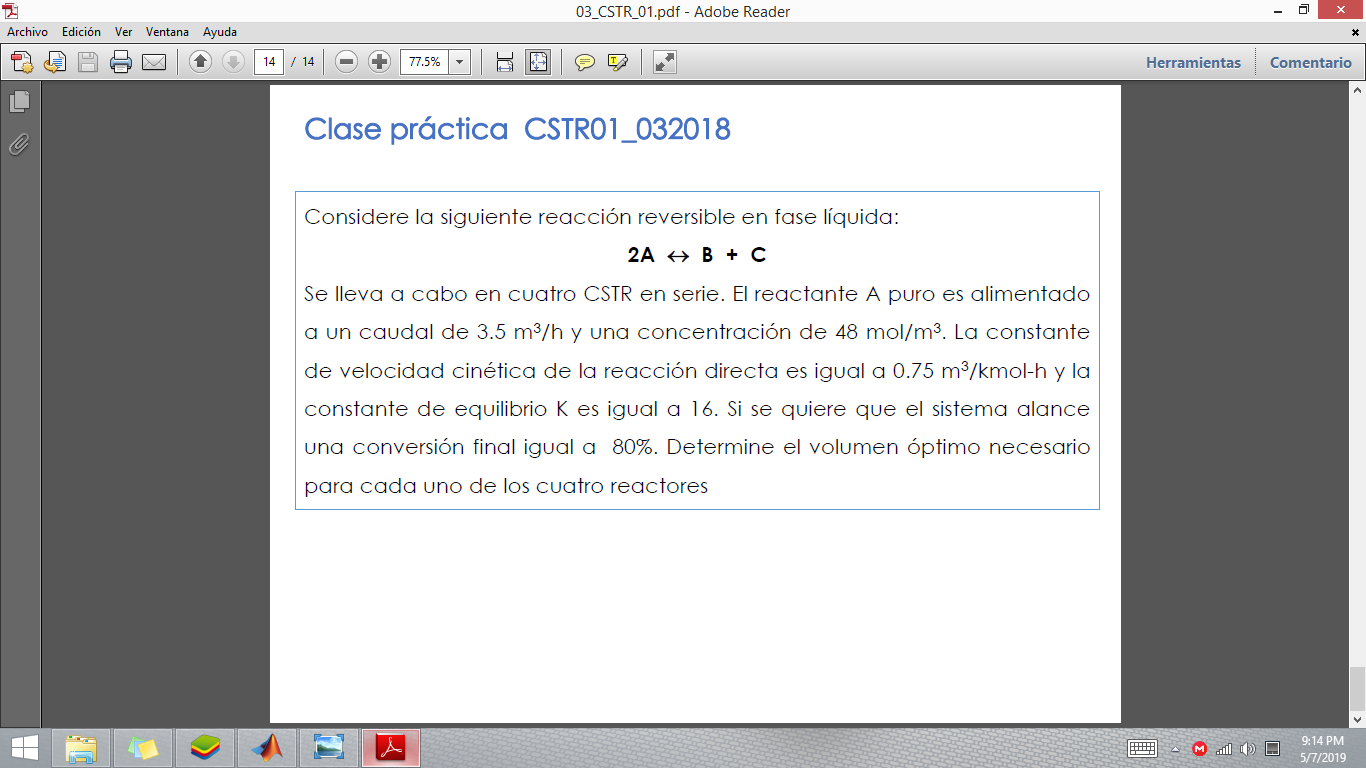 03_CSTR_01.pdf - Adobe Reader
Archivo Edición Ver Ventana Ayuda
14 / 14 77.5% Herramientas Comentario
Clase práctica CSTR01_032018
Considere la siguiente reacción reversible en fase líquida:
2A ↔ B + C
Se lleva a cabo en cuatro CSTR en serie. El reactante A puro es alimentado
a un caudal de 3.5 m³/h y una concentración de 48 mol/m³. La constante
de velocidad cinética de la reacción directa es igual a 0.75 m³/kmol-h y la
constante de equilibrio K es igual a 16. Si se quiere que el sistema alance
una conversión final igual a 80%. Determine el volumen óptimo necesario
para cada uno de los cuatro reactores
9:14 PM
5/7/2019